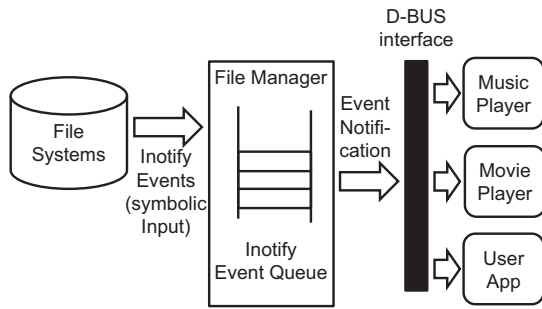 File
Systems
Inotify
Events
(symbolic
Input)
File Manager
Inotify
Event Queue
Event
Notifi-
cation
D-BUS
interface
Music
Player
Movie
Player
User
App